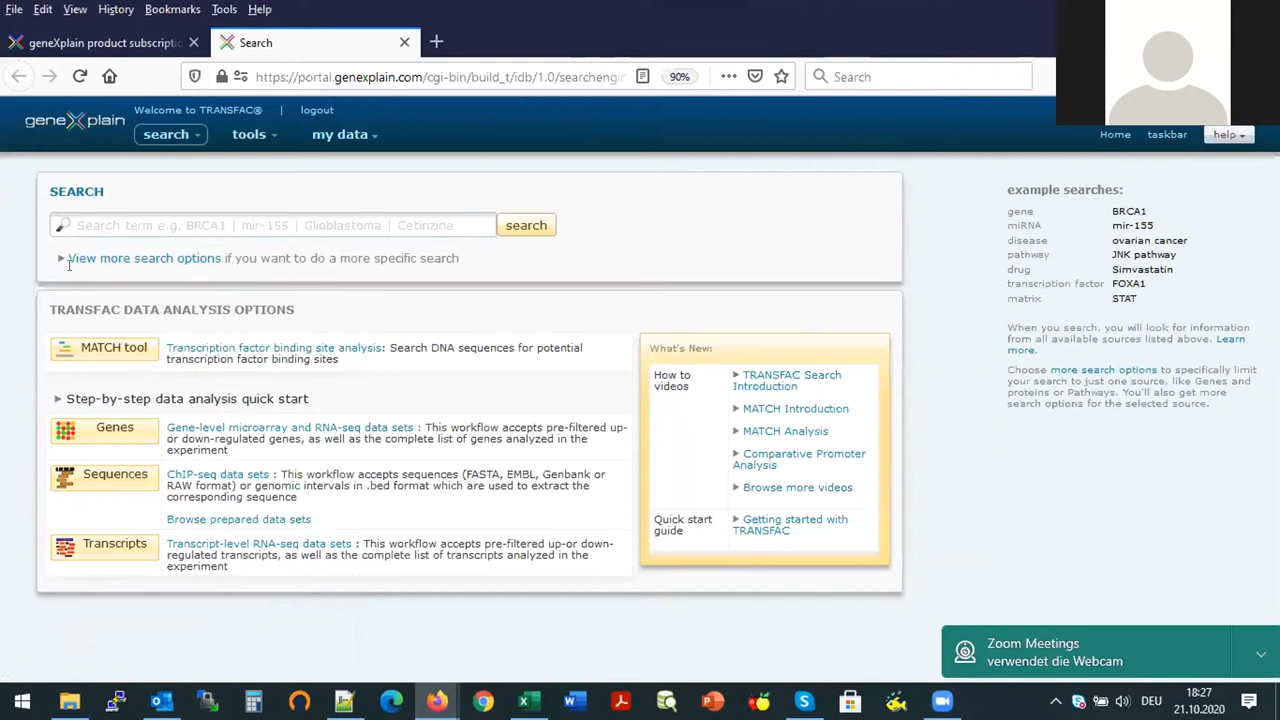 File Edit View History Bookmarks Tools Help
geneXplain product subscripti
Search
https://portal.genexplain.com/cgi-bin/build_t/idb/1.0/searchengin
90%
Search
geneXplain
Welcome to TRANSFAC® | logout
search tools my data
Home taskbar help
SEARCH
Search term e.g. BRCA1 | mir-155 | Glioblastoma | Cetirizine
search
View more search options if you want to do a more specific search
TRANSFAC DATA ANALYSIS OPTIONS
MATCH tool
Transcription factor binding site analysis: Search DNA sequences for potential
transcription factor binding sites
Step-by-step data analysis quick start
Genes
Gene-level microarray and RNA-seq data sets : This workflow accepts pre-filtered up-
or down-regulated genes, as well as the complete list of genes analyzed in the
experiment
Sequences
ChIP-seq data sets : This workflow accepts sequences (FASTA, EMBL, Genbank or
RAW format) or genomic intervals in .bed format which are used to extract the
corresponding sequence
Browse prepared data sets
Transcripts
Transcript-level RNA-seq data sets : This workflow accepts pre-filtered up- or down-
regulated transcripts, as well as the complete list of transcripts analyzed in the
experiment
What's New:
How to
videos
TRANSFAC Search
Introduction
MATCH Introduction
MATCH Analysis
Comparative Promoter
Analysis
Browse more videos
Quick start
guide
Getting started with
TRANSFAC
example searches:
gene BRCA1
miRNA mir-155
disease ovarian cancer
pathway JNK pathway
drug Simvastatin
transcription factor FOXA1
matrix STAT
When you search, you will look for information
from all available sources listed above. Learn
more.
Choose more search options to specifically limit
your search to just one source, like Genes and
proteins or Pathways. You'll also get more
search options for the selected source.
Zoom Meetings
verwendet die Webcam
DEU
18:27
21.10.2020